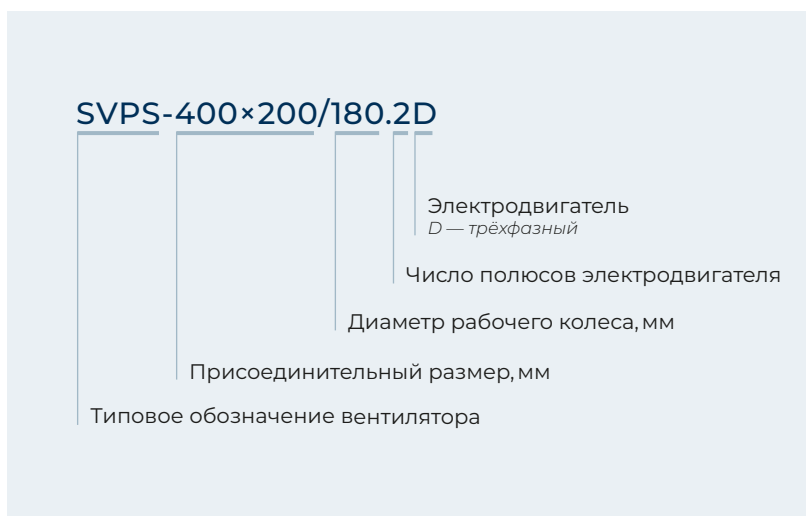 SVPS-400×200/180.2D
Электродвигатель
D — трёхфазный
Число полюсов электродвигателя
Диаметр рабочего колеса, мм
Присоединительный размер, мм
Типовое обозначение вентилятора